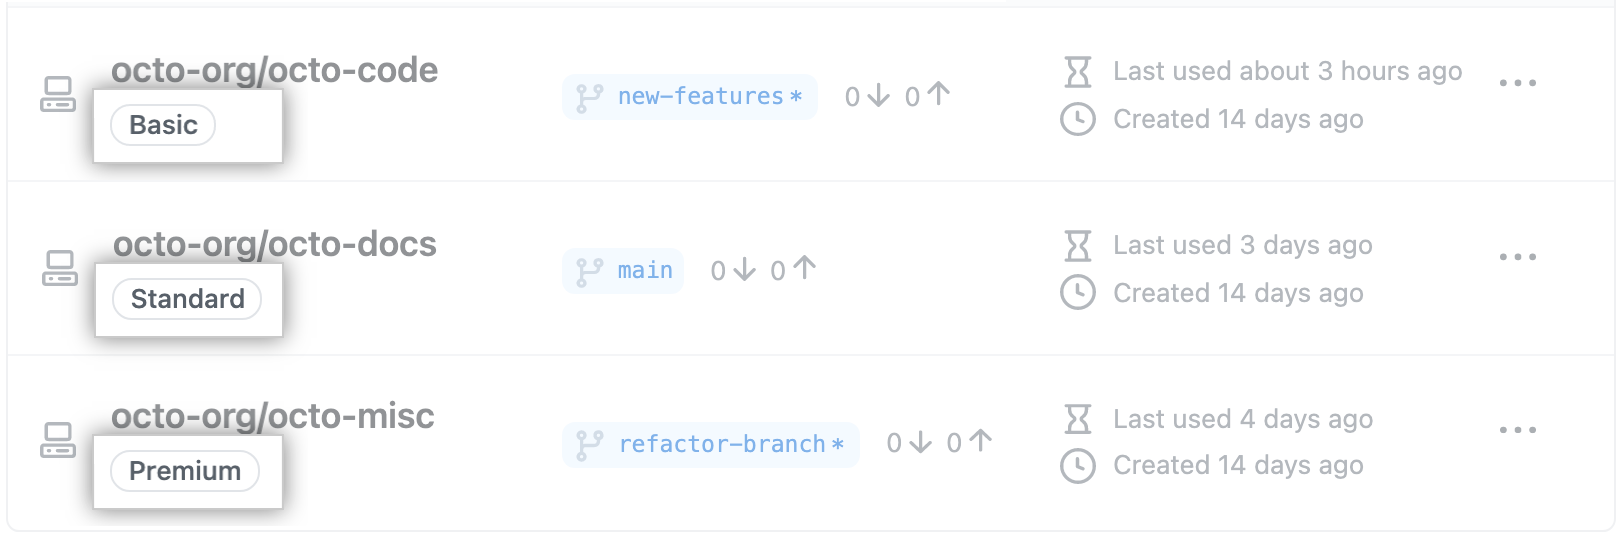 octo-org/octo-code
Basic
new-features*
0↓ 0↑
Last used about 3 hours ago
Created 14 days ago
octo-org/octo-docs
Standard
main
0↓ 0↑
Last used 3 days ago
Created 14 days ago
octo-org/octo-misc
Premium
refactor-branch*
0↓ 0↑
Last used 4 days ago
Created 14 days ago